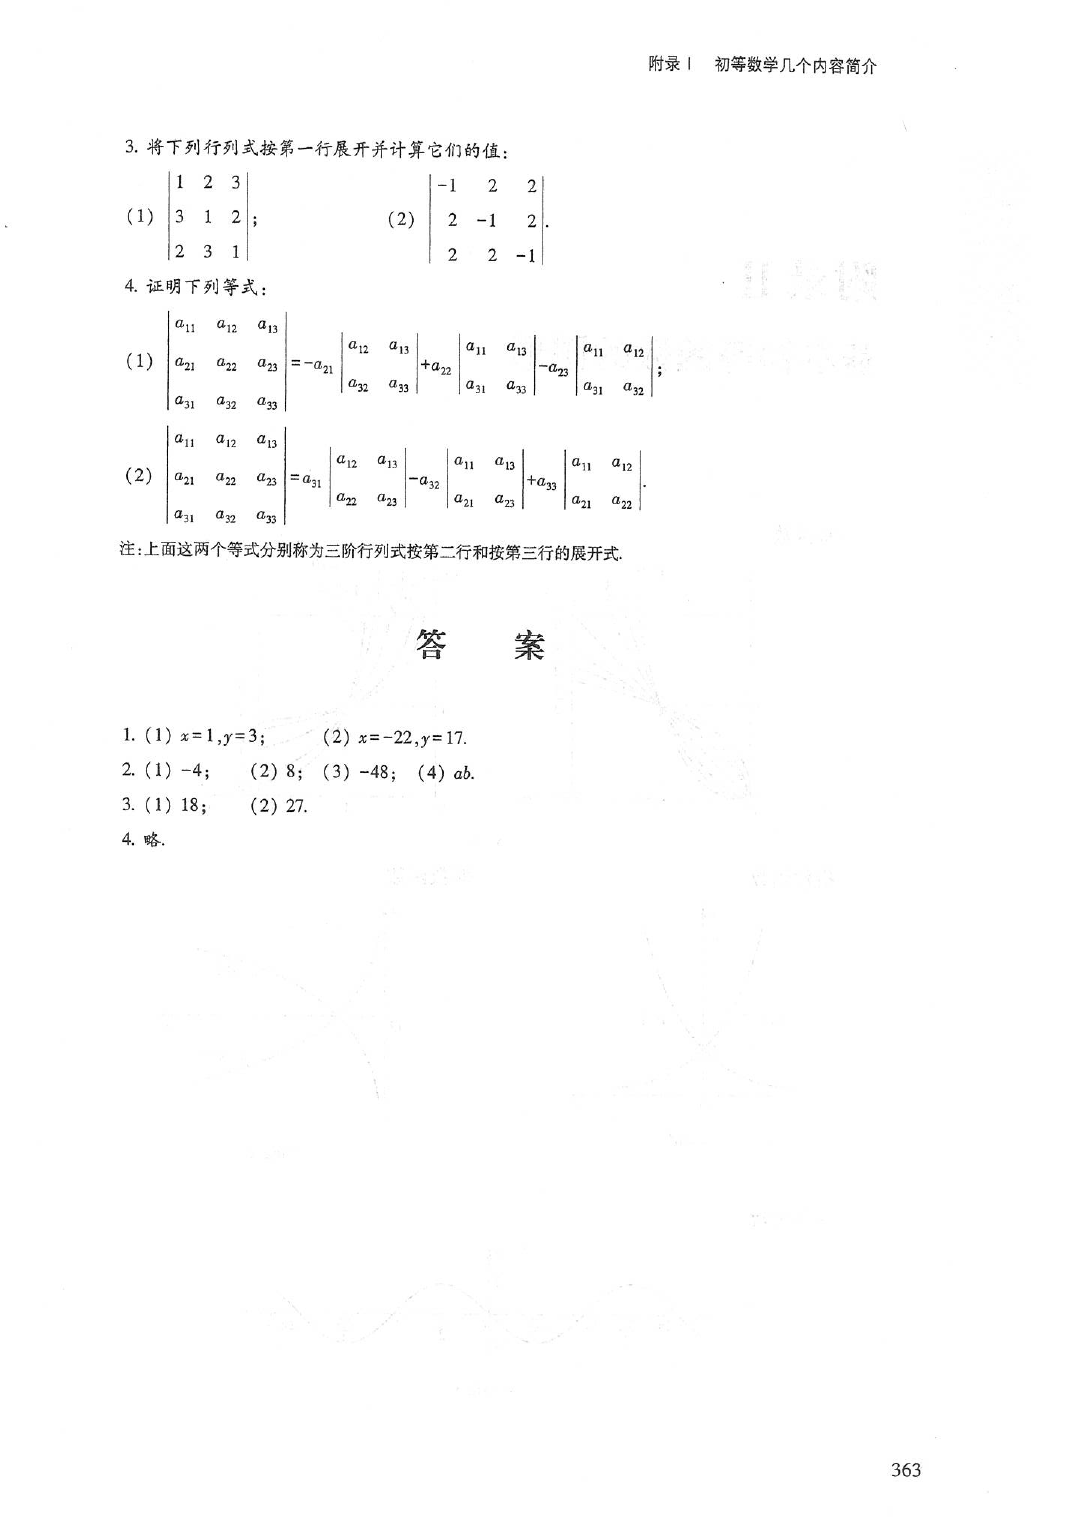 附录Ⅰ 初等数学几个内容简介
3. 将下列行列式按第一行展开并计算它们的值:
(1) |1 2 3; 3 1 2; 2 3 1|; (2) |-1 2 2; 2 -1 2; 2 2 -1|.
4. 证明下列等式:
(1) |a11 a12 a13; a21 a22 a23; a31 a32 a33| = -a21 |a12 a13; a32 a33| + a22 |a11 a13; a31 a33| - a23 |a11 a12; a31 a32|;
(2) |a11 a12 a13; a21 a22 a23; a31 a32 a33| = a31 |a12 a13; a22 a23| - a32 |a11 a13; a21 a23| + a33 |a11 a12; a21 a22|.
注:上面这两个等式分别称为三阶行列式按第二行和按第三行的展开式.
答 案
1. (1) x=1,y=3; (2) x=-22,y=17.
2. (1) -4; (2) 8; (3) -48; (4) ab.
3. (1) 18; (2) 27.
4. 略.
363